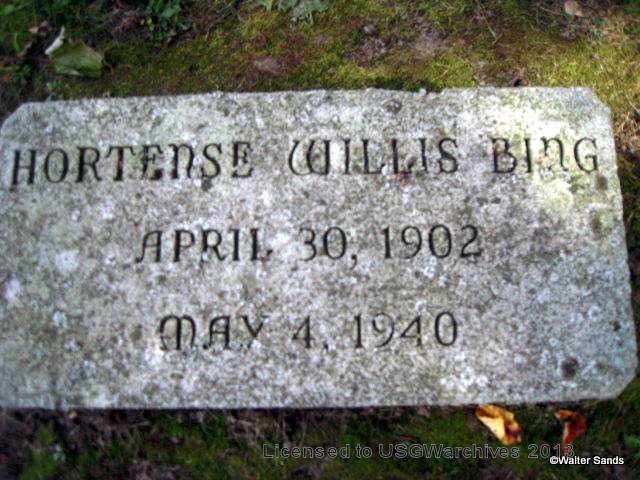 HORTENSE WILLIS BING
APRIL 30, 1902
MAY 4, 1940
Licensed to USGWarchives 2013
©Walter Sands